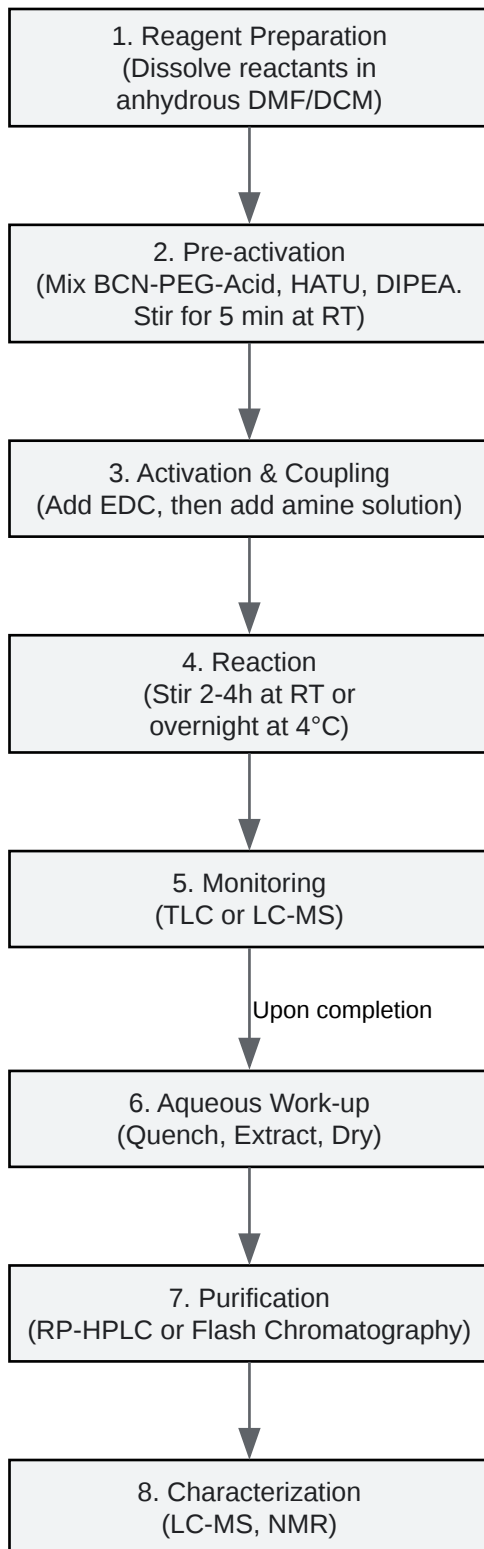 1. Reagent Preparation
(Dissolve reactants in
anhydrous DMF/DCM)
2. Pre-activation
(Mix BCN-PEG-Acid, HATU, DIPEA.
Stir for 5 min at RT)
3. Activation & Coupling
(Add EDC, then add amine solution)
4. Reaction
(Stir 2-4h at RT or
overnight at 4°C)
5. Monitoring
(TLC or LC-MS)
Upon completion
6. Aqueous Work-up
(Quench, Extract, Dry)
7. Purification
(RP-HPLC or Flash Chromatography)
8. Characterization
(LC-MS, NMR)